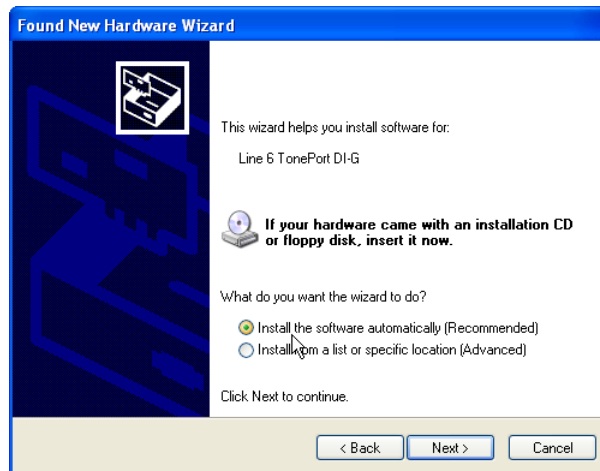 Found New Hardware Wizard
This wizard helps you install software for:
Line 6 TonePort DI-G
If your hardware came with an installation CD
or floppy disk, insert it now.
What do you want the wizard to do?
Install the software automatically (Recommended)
Install from a list or specific location (Advanced)
Click Next to continue.
< Back
Next >
Cancel